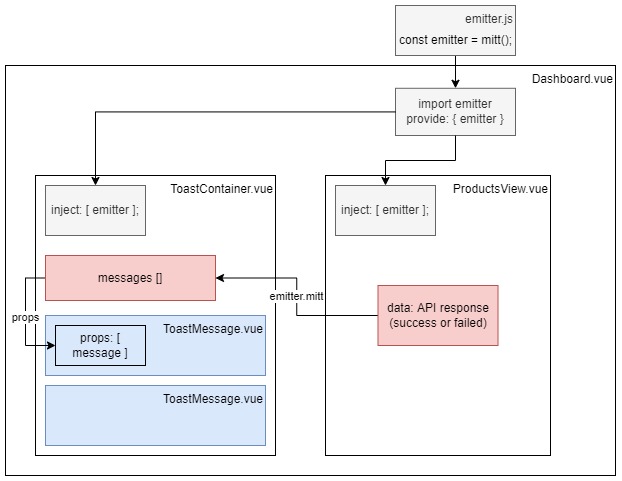 emitter.js
const emitter = mitt();
Dashboard.vue
import emitter
provide: { emitter }
ToastContainer.vue
inject: [ emitter ];
ProductsView.vue
inject: [ emitter ];
messages []
emitter.mitt
data: API response
(success or failed)
props
ToastMessage.vue
props: [
message ]
ToastMessage.vue